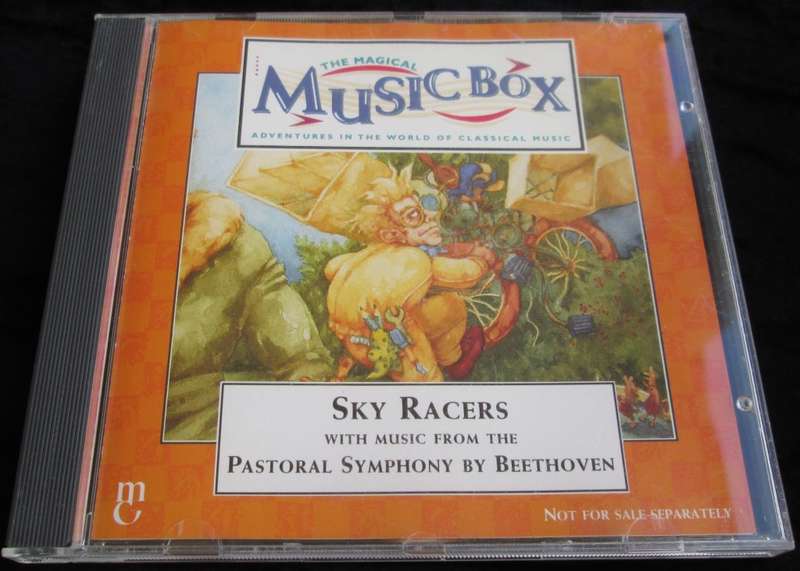 THE MAGICAL
MUSIC BOX
ADVENTURES IN THE WORLD OF CLASSICAL MUSIC
SKY RACERS
WITH MUSIC FROM THE
PASTORAL SYMPHONY BY BEETHOVEN
mc
NOT FOR SALE SEPARATELY